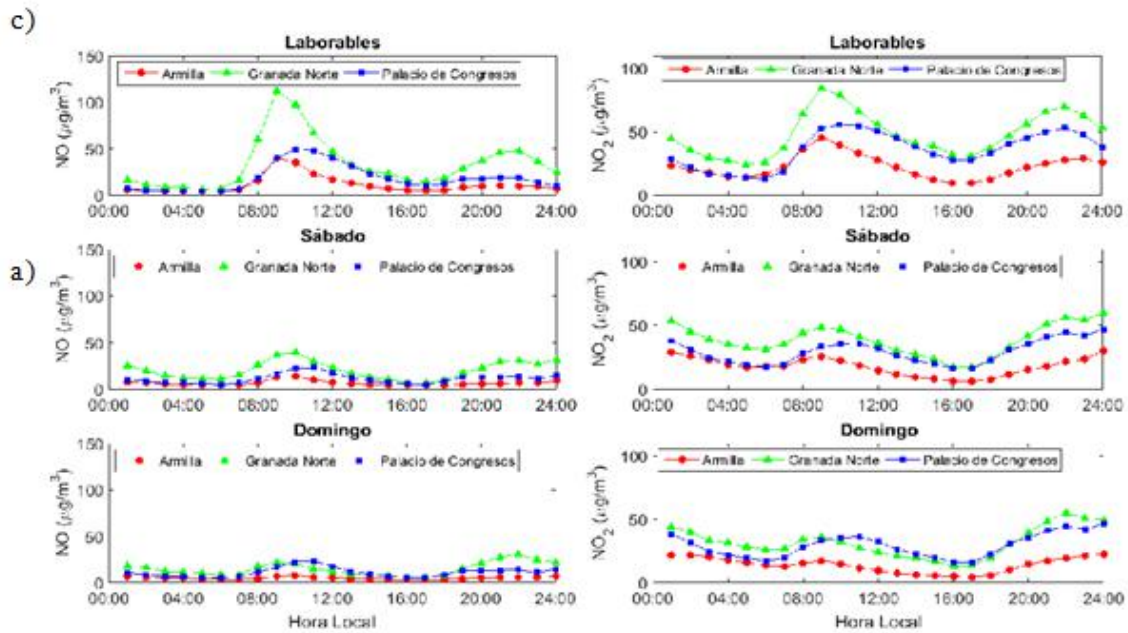 c)
Laborables
Armilla Granada Norte Palacio de Congresos
NO (µg/m³)
150
100
50
0
00:00 04:00 08:00 12:00 16:00 20:00 24:00
Laborables
Armilla Granada Norte Palacio de Congresos
NO₂ (µg/m³)
100
50
0
00:00 04:00 08:00 12:00 16:00 20:00 24:00
a)
Sábado
Armilla Granada Norte Palacio de Congresos
NO (µg/m³)
150
100
50
0
00:00 04:00 08:00 12:00 16:00 20:00 24:00
Sábado
Armilla Granada Norte Palacio de Congresos
NO₂ (µg/m³)
100
50
0
00:00 04:00 08:00 12:00 16:00 20:00 24:00
Domingo
Armilla Granada Norte Palacio de Congresos
NO (µg/m³)
150
100
50
0
00:00 04:00 08:00 12:00 16:00 20:00 24:00
Hora Local
Domingo
Armilla Granada Norte Palacio de Congresos
NO₂ (µg/m³)
100
50
0
00:00 04:00 08:00 12:00 16:00 20:00 24:00
Hora Local